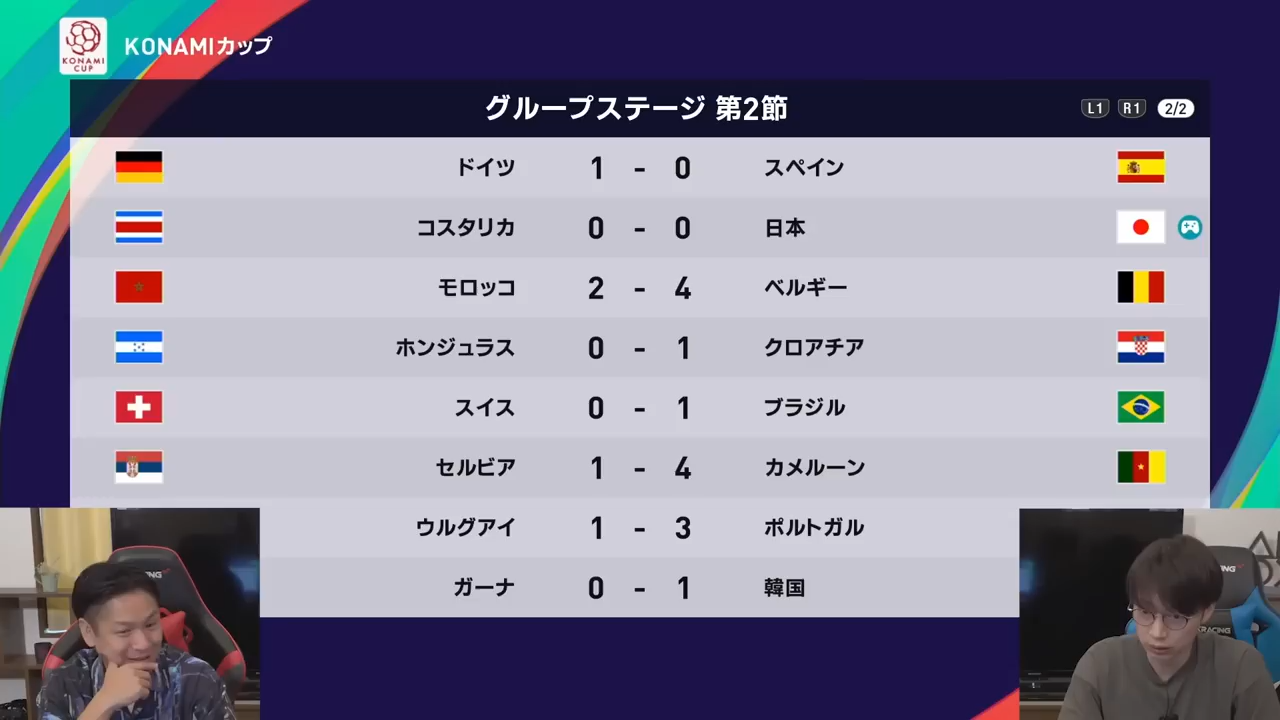 KONAMI
CUP
KONAMIカップ
グループステージ 第2節
L1 R1 2/2
ドイツ 1 - 0 スペイン
コスタリカ 0 - 0 日本
モロッコ 2 - 4 ベルギー
ホンジュラス 0 - 1 クロアチア
スイス 0 - 1 ブラジル
セルビア 1 - 4 カメルーン
ウルグアイ 1 - 3 ポルトガル
ガーナ 0 - 1 韓国